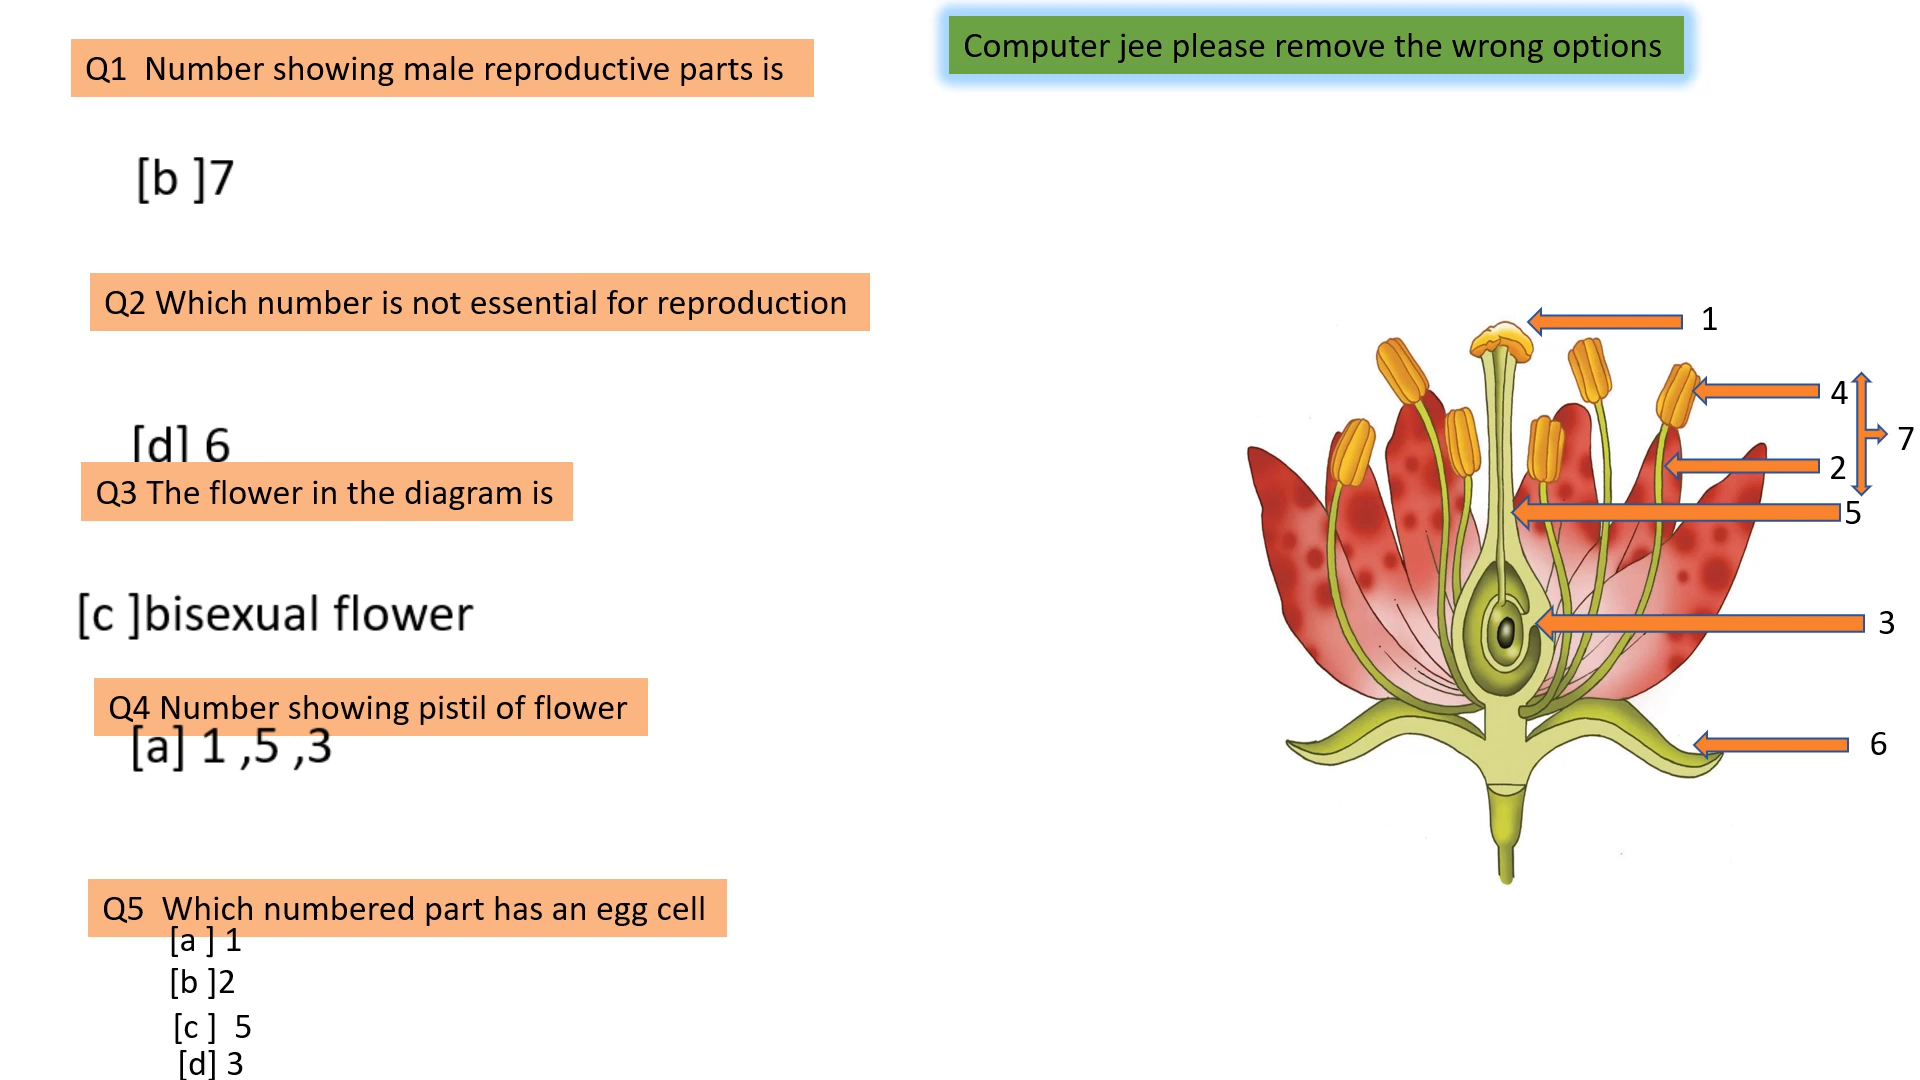 Computer jee please remove the wrong options
Q1 Number showing male reproductive parts is
[b ]7
Q2 Which number is not essential for reproduction
[d] 6
Q3 The flower in the diagram is
[c ]bisexual flower
Q4 Number showing pistil of flower
[a] 1 ,5 ,3
Q5 Which numbered part has an egg cell
[a ] 1
[b ]2
[c ] 5
[d] 3
1
4
7
2
5
3
6